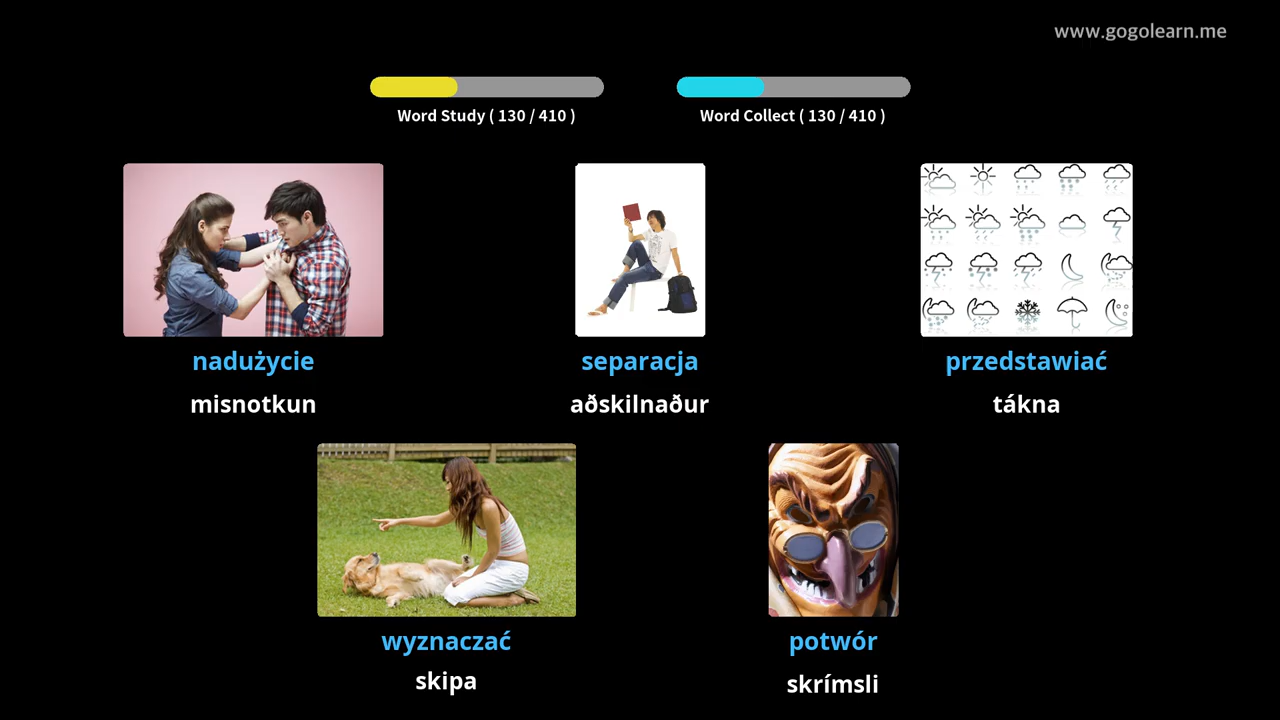 www.gogolearn.me
Word Study ( 130 / 410 )
Word Collect ( 130 / 410 )
nadużycie
misnotkun
separacja
aðskilnaður
przedstawiać
tákna
wyznaczać
skipa
potwór
skrímsli